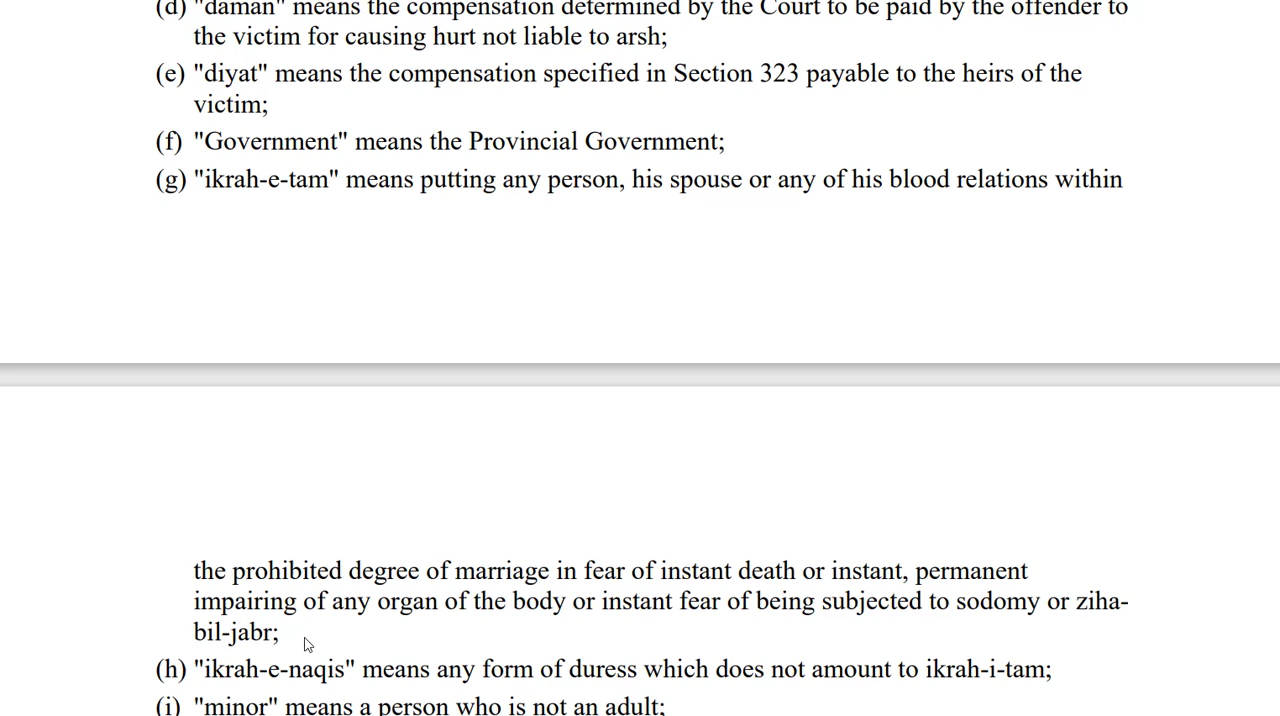 (d) "daman" means the compensation determined by the Court to be paid by the offender to
the victim for causing hurt not liable to arsh;
(e) "diyat" means the compensation specified in Section 323 payable to the heirs of the
victim;
(f) "Government" means the Provincial Government;
(g) "ikrah-e-tam" means putting any person, his spouse or any of his blood relations within
the prohibited degree of marriage in fear of instant death or instant, permanent
impairing of any organ of the body or instant fear of being subjected to sodomy or ziha-
bil-jabr;
(h) "ikrah-e-naqis" means any form of duress which does not amount to ikrah-i-tam;
(i) "minor" means a person who is not an adult;